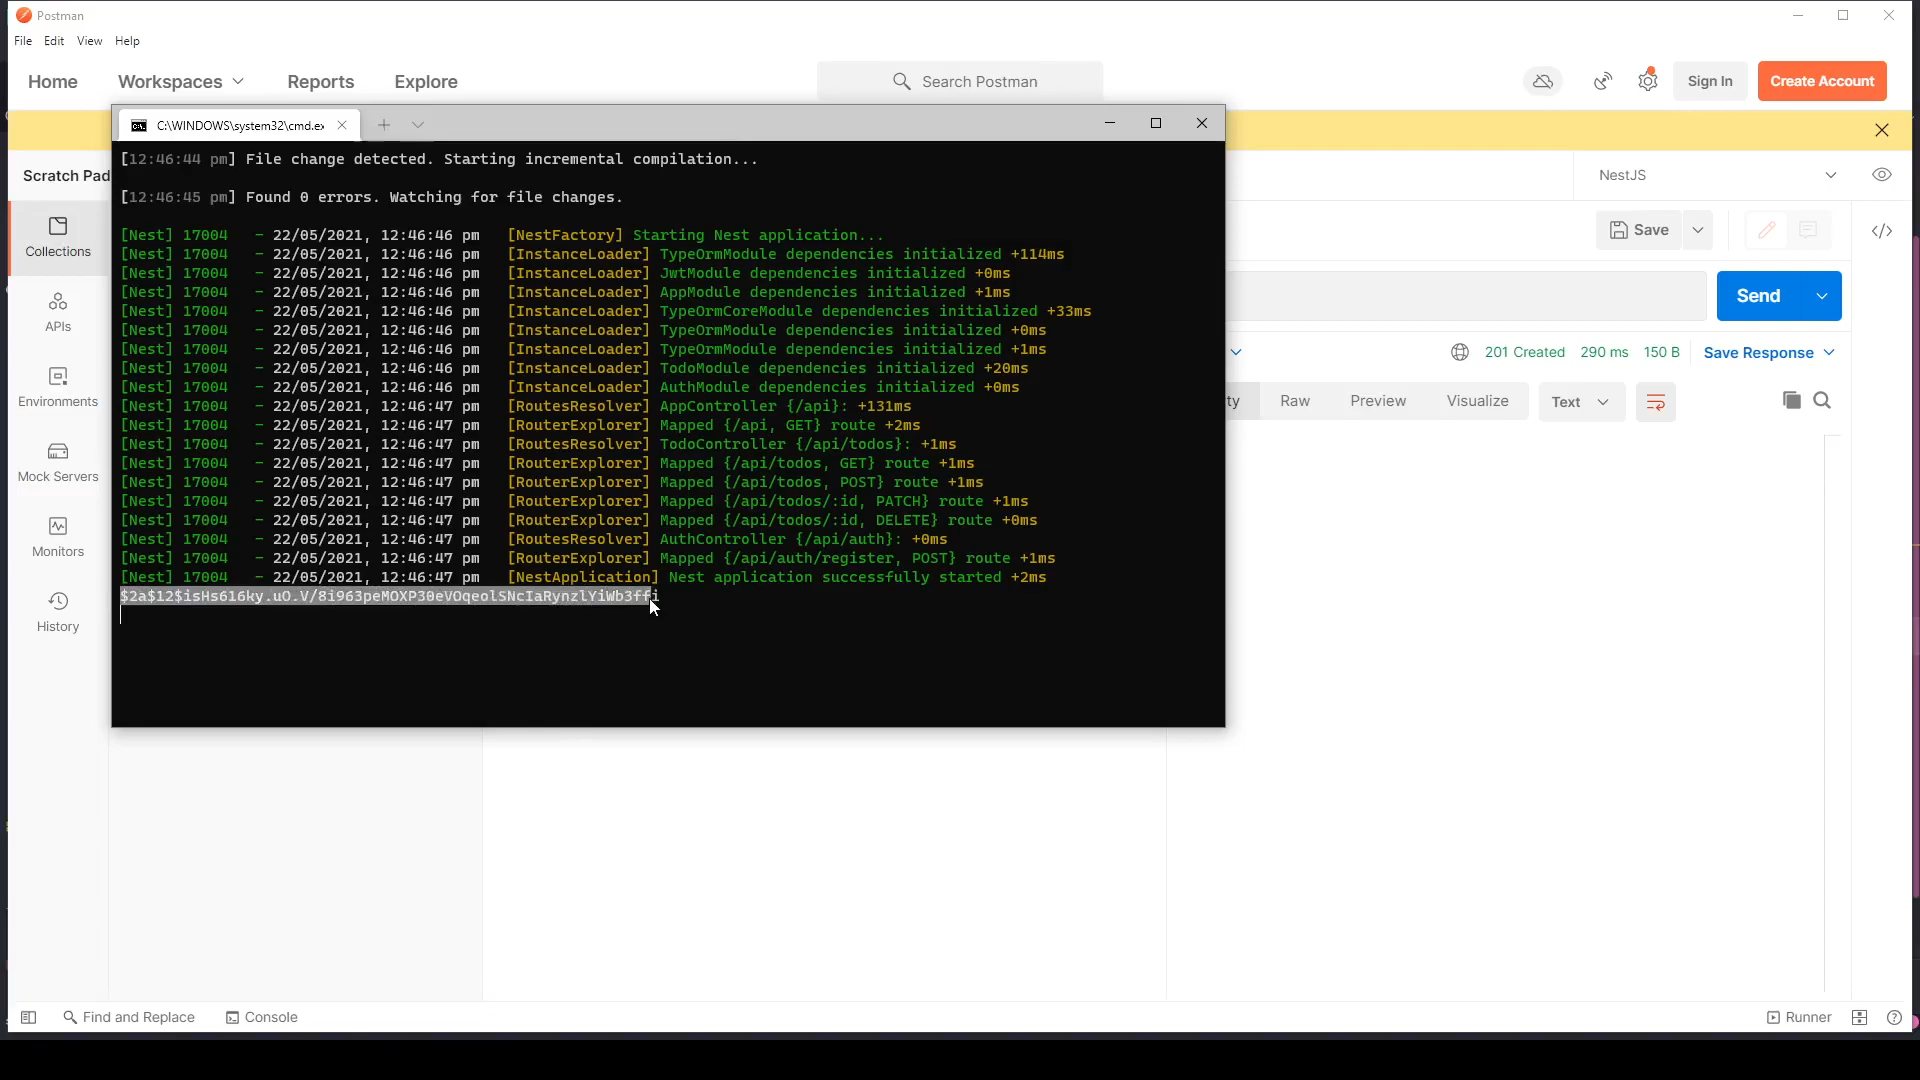 Postman
File Edit View Help
Home Workspaces Reports Explore
Search Postman
Sign In
Create Account
C:\WINDOWS\system32\cmd.ex
[12:46:44 pm] File change detected. Starting incremental compilation...
[12:46:45 pm] Found 0 errors. Watching for file changes.
[Nest] 17004 - 22/05/2021, 12:46:46 pm [NestFactory] Starting Nest application...
[Nest] 17004 - 22/05/2021, 12:46:46 pm [InstanceLoader] TypeOrmModule dependencies initialized +114ms
[Nest] 17004 - 22/05/2021, 12:46:46 pm [InstanceLoader] JwtModule dependencies initialized +0ms
[Nest] 17004 - 22/05/2021, 12:46:46 pm [InstanceLoader] AppModule dependencies initialized +1ms
[Nest] 17004 - 22/05/2021, 12:46:46 pm [InstanceLoader] TypeOrmCoreModule dependencies initialized +33ms
[Nest] 17004 - 22/05/2021, 12:46:46 pm [InstanceLoader] TypeOrmModule dependencies initialized +0ms
[Nest] 17004 - 22/05/2021, 12:46:46 pm [InstanceLoader] TypeOrmModule dependencies initialized +1ms
[Nest] 17004 - 22/05/2021, 12:46:46 pm [InstanceLoader] TodoModule dependencies initialized +20ms
[Nest] 17004 - 22/05/2021, 12:46:46 pm [InstanceLoader] AuthModule dependencies initialized +0ms
[Nest] 17004 - 22/05/2021, 12:46:47 pm [RoutesResolver] AppController {/api}: +131ms
[Nest] 17004 - 22/05/2021, 12:46:47 pm [RouterExplorer] Mapped {/api, GET} route +2ms
[Nest] 17004 - 22/05/2021, 12:46:47 pm [RoutesResolver] TodoController {/api/todos}: +1ms
[Nest] 17004 - 22/05/2021, 12:46:47 pm [RouterExplorer] Mapped {/api/todos, GET} route +1ms
[Nest] 17004 - 22/05/2021, 12:46:47 pm [RouterExplorer] Mapped {/api/todos, POST} route +1ms
[Nest] 17004 - 22/05/2021, 12:46:47 pm [RouterExplorer] Mapped {/api/todos/:id, PATCH} route +1ms
[Nest] 17004 - 22/05/2021, 12:46:47 pm [RouterExplorer] Mapped {/api/todos/:id, DELETE} route +0ms
[Nest] 17004 - 22/05/2021, 12:46:47 pm [RoutesResolver] AuthController {/api/auth}: +0ms
[Nest] 17004 - 22/05/2021, 12:46:47 pm [RouterExplorer] Mapped {/api/auth/register, POST} route +1ms
[Nest] 17004 - 22/05/2021, 12:46:47 pm [NestApplication] Nest application successfully started +2ms
$2a$12$isHs616ky.uO.V/8i963peMOXP30eVOqeolSNcIaRynzlYiWb3ffi
Scratch Pad
NestJS
Collections
Save
APIs
Send
201 Created 290 ms 150 B Save Response
Environments
ty Raw Preview Visualize Text
Mock Servers
Monitors
History
Find and Replace Console
Runner